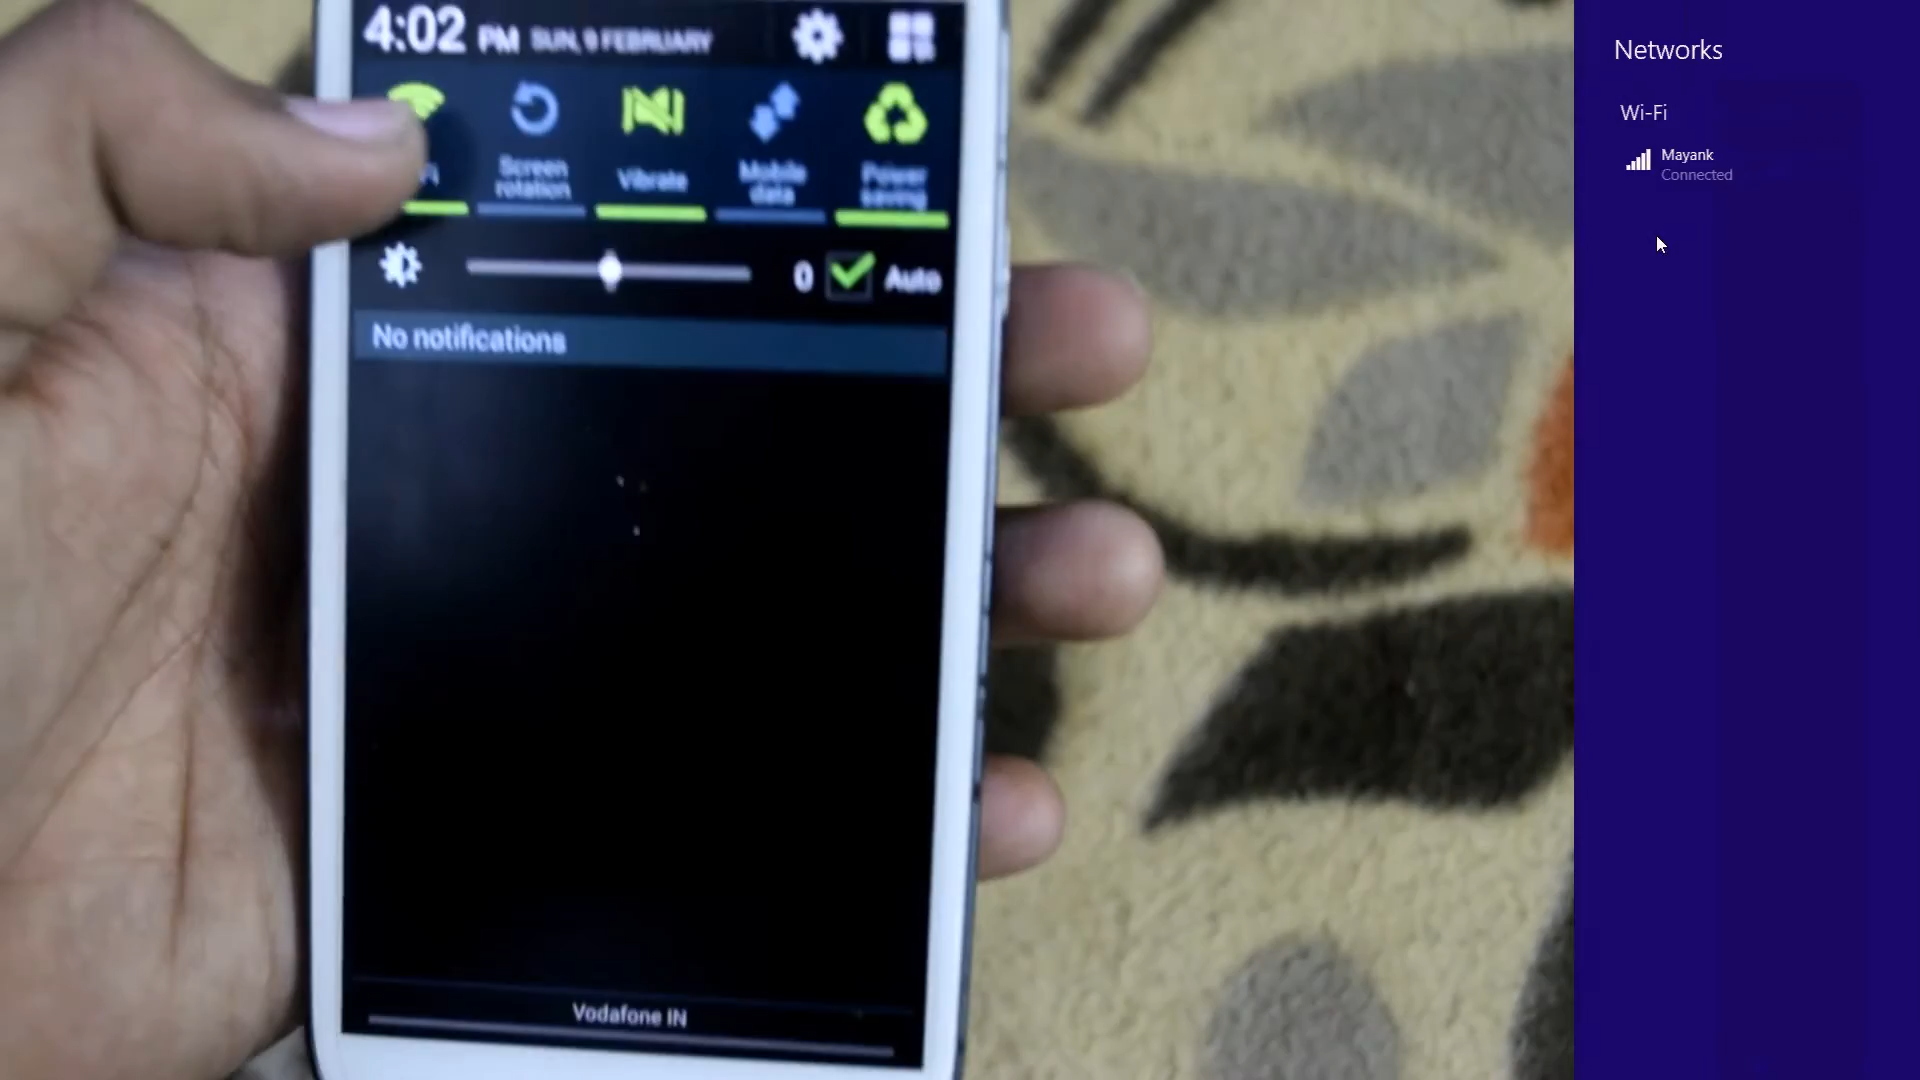 4:02 PM SUN, 9 FEBRUARY
Screen rotation
Vibrate
Mobile data
Power saving
0 Auto
No notifications
Vodafone IN
Networks
Wi-Fi
Mayank
Connected